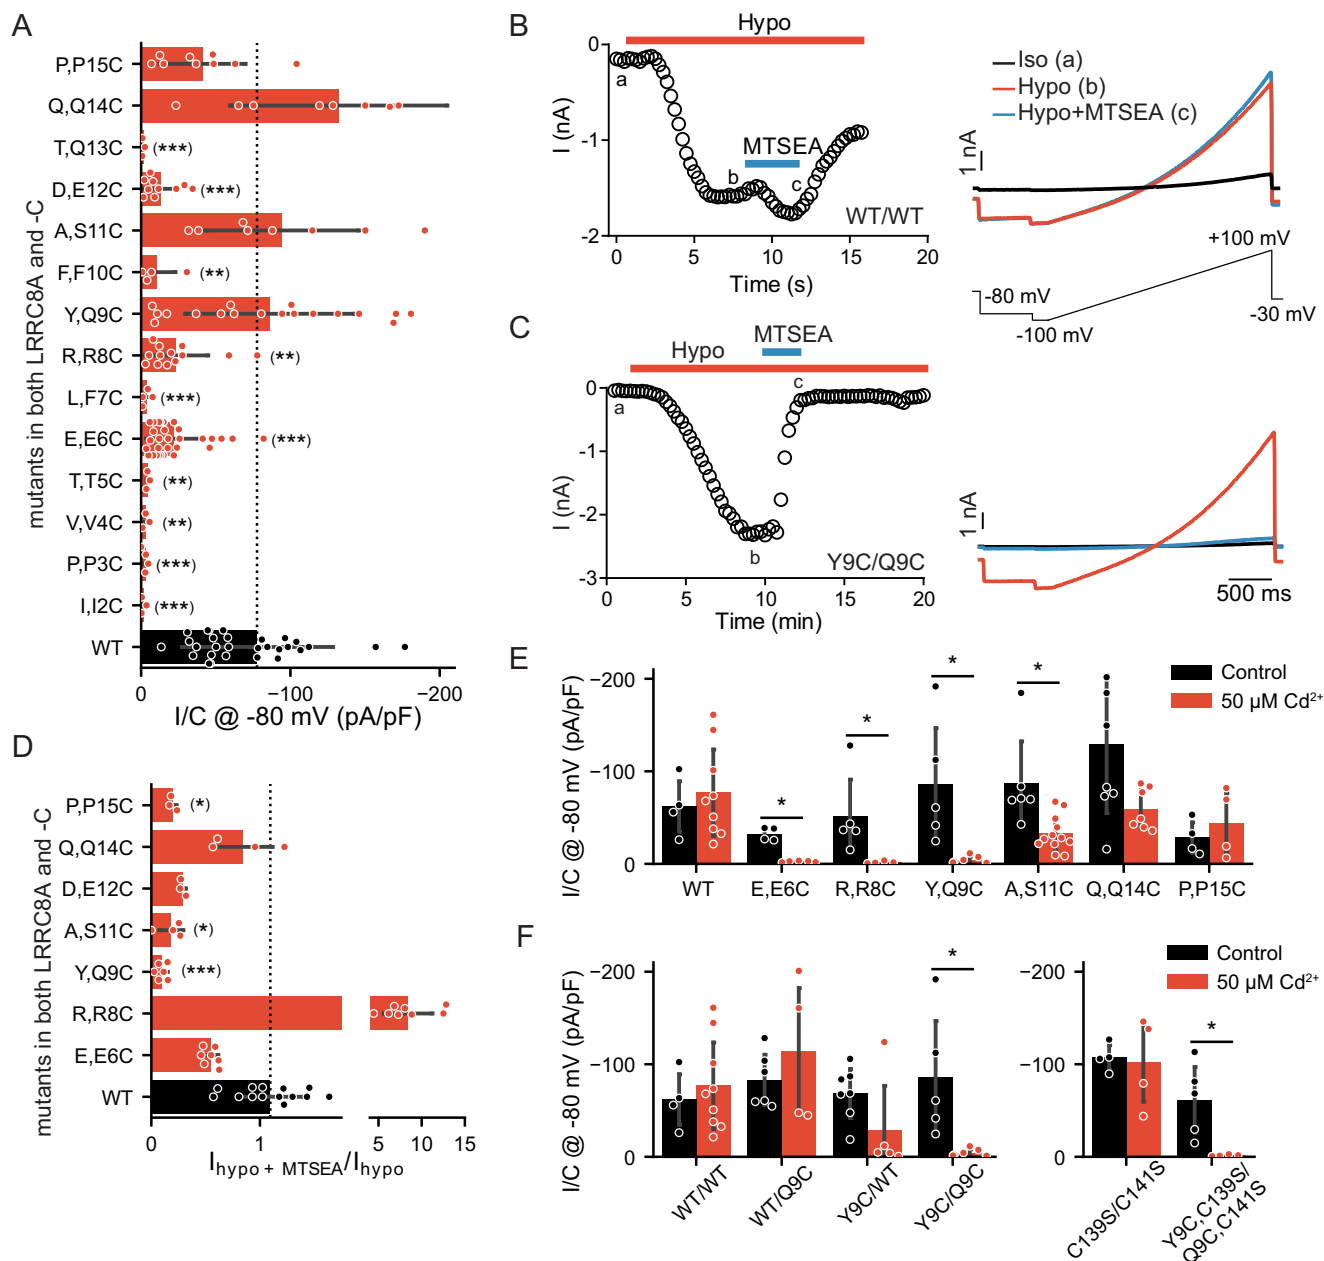 A
mutants in both LRRC8A and -C
P,P15C
Q,Q14C
T,Q13C
(***)
D,E12C
(***)
A,S11C
F,F10C
(**)
Y,Q9C
R,R8C
(**)
L,F7C
(***)
E,E6C
(***)
T,T5C
(**)
V,V4C
(**)
P,P3C
(***)
I,I2C
(***)
WT
0
−100
−200
I/C @ -80 mV (pA/pF)
B
Hypo
0
-1
-2
I (nA)
a
b
MTSEA
c
WT/WT
0
5
10
15
20
Time (s)
Iso (a)
Hypo (b)
Hypo+MTSEA (c)
1 nA
+100 mV
-80 mV
-100 mV
-30 mV
C
MTSEA
Hypo
0
-1
-2
-3
I (nA)
a
b
c
Y9C/Q9C
0
5
10
15
20
Time (min)
1 nA
500 ms
D
mutants in both LRRC8A and -C
P,P15C
(*)
Q,Q14C
D,E12C
A,S11C
(*)
Y,Q9C
(***)
R,R8C
E,E6C
WT
0
1
5
10
15
Ihypo + MTSEA/Ihypo
E
I/C @ -80 mV (pA/pF)
−200
−100
0
*
*
*
*
Control
50 µM Cd2+
WT
E,E6C
R,R8C
Y,Q9C
A,S11C
Q,Q14C
P,P15C
F
I/C @ -80 mV (pA/pF)
−200
−100
0
*
WT/WT
WT/Q9C
Y9C/WT
Y9C/Q9C
−200
−100
0
Control
50 µM Cd2+
*
C139S/C141S
Y9C,C139S/
Q9C,C141S